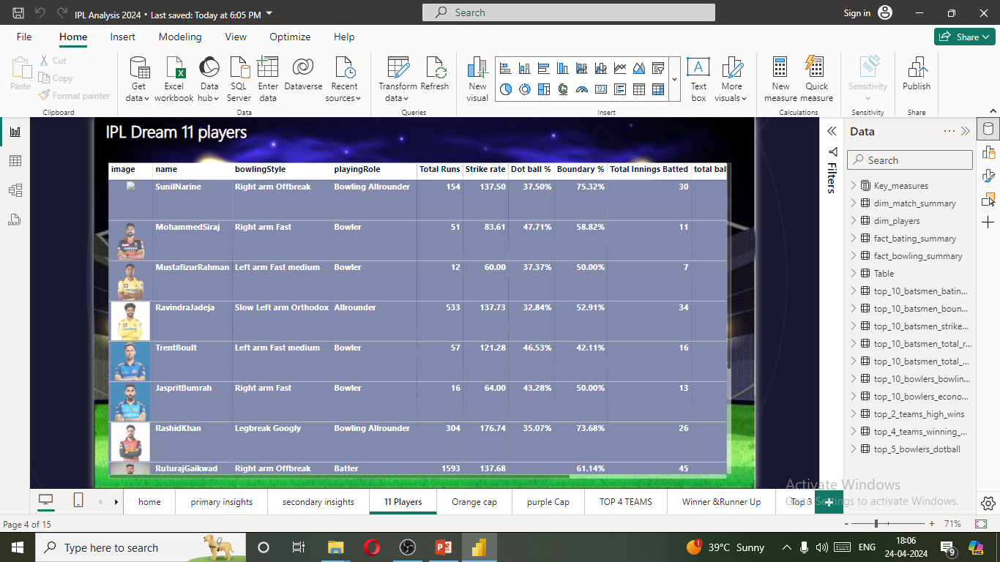 IPL Analysis 2024 • Last saved: Today at 6:05 PM
Search
Sign in
File Home Insert Modeling View Optimize Help
Share
Paste
Cut
Copy
Format painter
Clipboard
Get data
Excel workbook
Data hub
SQL Server
Enter data
Dataverse
Recent sources
Data
Transform data
Refresh
Queries
New visual
Text box
More visuals
Insert
New measure
Quick measure
Calculations
Sensitivity
Sensitivity
Publish
Share
IPL Dream 11 players
image name bowlingStyle playingRole Total Runs Strike rate Dot ball % Boundary % Total Innings Batted total bal
SunilNarine Right arm Offbreak Bowling Allrounder 154 137.50 37.50% 75.32% 30
MohammedSiraj Right arm Fast Bowler 51 83.61 47.71% 58.82% 11
MustafizurRahman Left arm Fast medium Bowler 12 60.00 37.37% 50.00% 7
RavindraJadeja Slow Left arm Orthodox Allrounder 533 137.73 32.84% 52.91% 34
TrentBoult Left arm Fast medium Bowler 57 121.28 46.53% 42.11% 16
JaspritBumrah Right arm Fast Bowler 16 64.00 43.28% 50.00% 13
RashidKhan Legbreak Googly Bowling Allrounder 304 176.74 35.07% 73.68% 26
RuturajGaikwad Right arm Offbreak Batter 1593 137.68 61.14% 45
Filters
Data
Search
Key_measures
dim_match_summary
dim_players
fact_bating_summary
fact_bowling_summary
Table
top_10_batsmen_batin...
top_10_batsmen_boun...
top_10_batsmen_strike...
top_10_batsmen_total_r...
top_10_batsmen_total_...
top_10_bowlers_bowlin...
top_10_bowlers_econo...
top_2_teams_high_wins
top_4_teams_winning_...
top_5_bowlers_dotball
Activate Windows
Go to Settings to activate Windows.
home primary insights secondary insights 11 Players Orange cap purple Cap TOP 4 TEAMS Winner &Runner Up Top 3
Page 4 of 15
- + 71%
Type here to search
39°C Sunny
ENG
18:06
24-04-2024